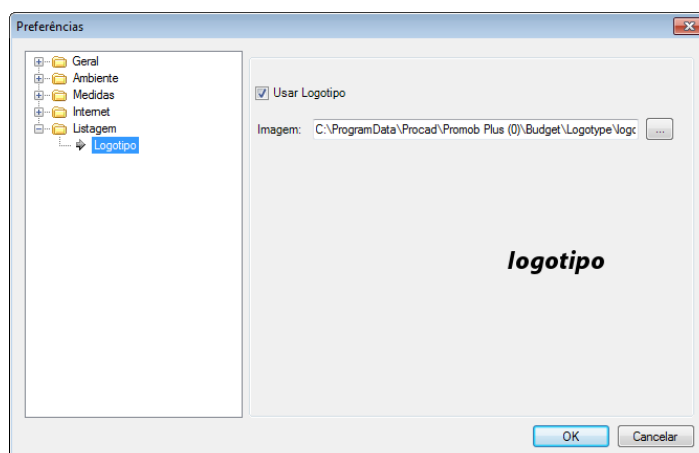 Preferências
Geral
Ambiente
Medidas
Internet
Listagem
Logotipo
Usar Logotipo
Imagem: C:\ProgramData\Procad\Promob Plus (0)\Budget\Logotype\logo ...
logotipo
OK Cancelar